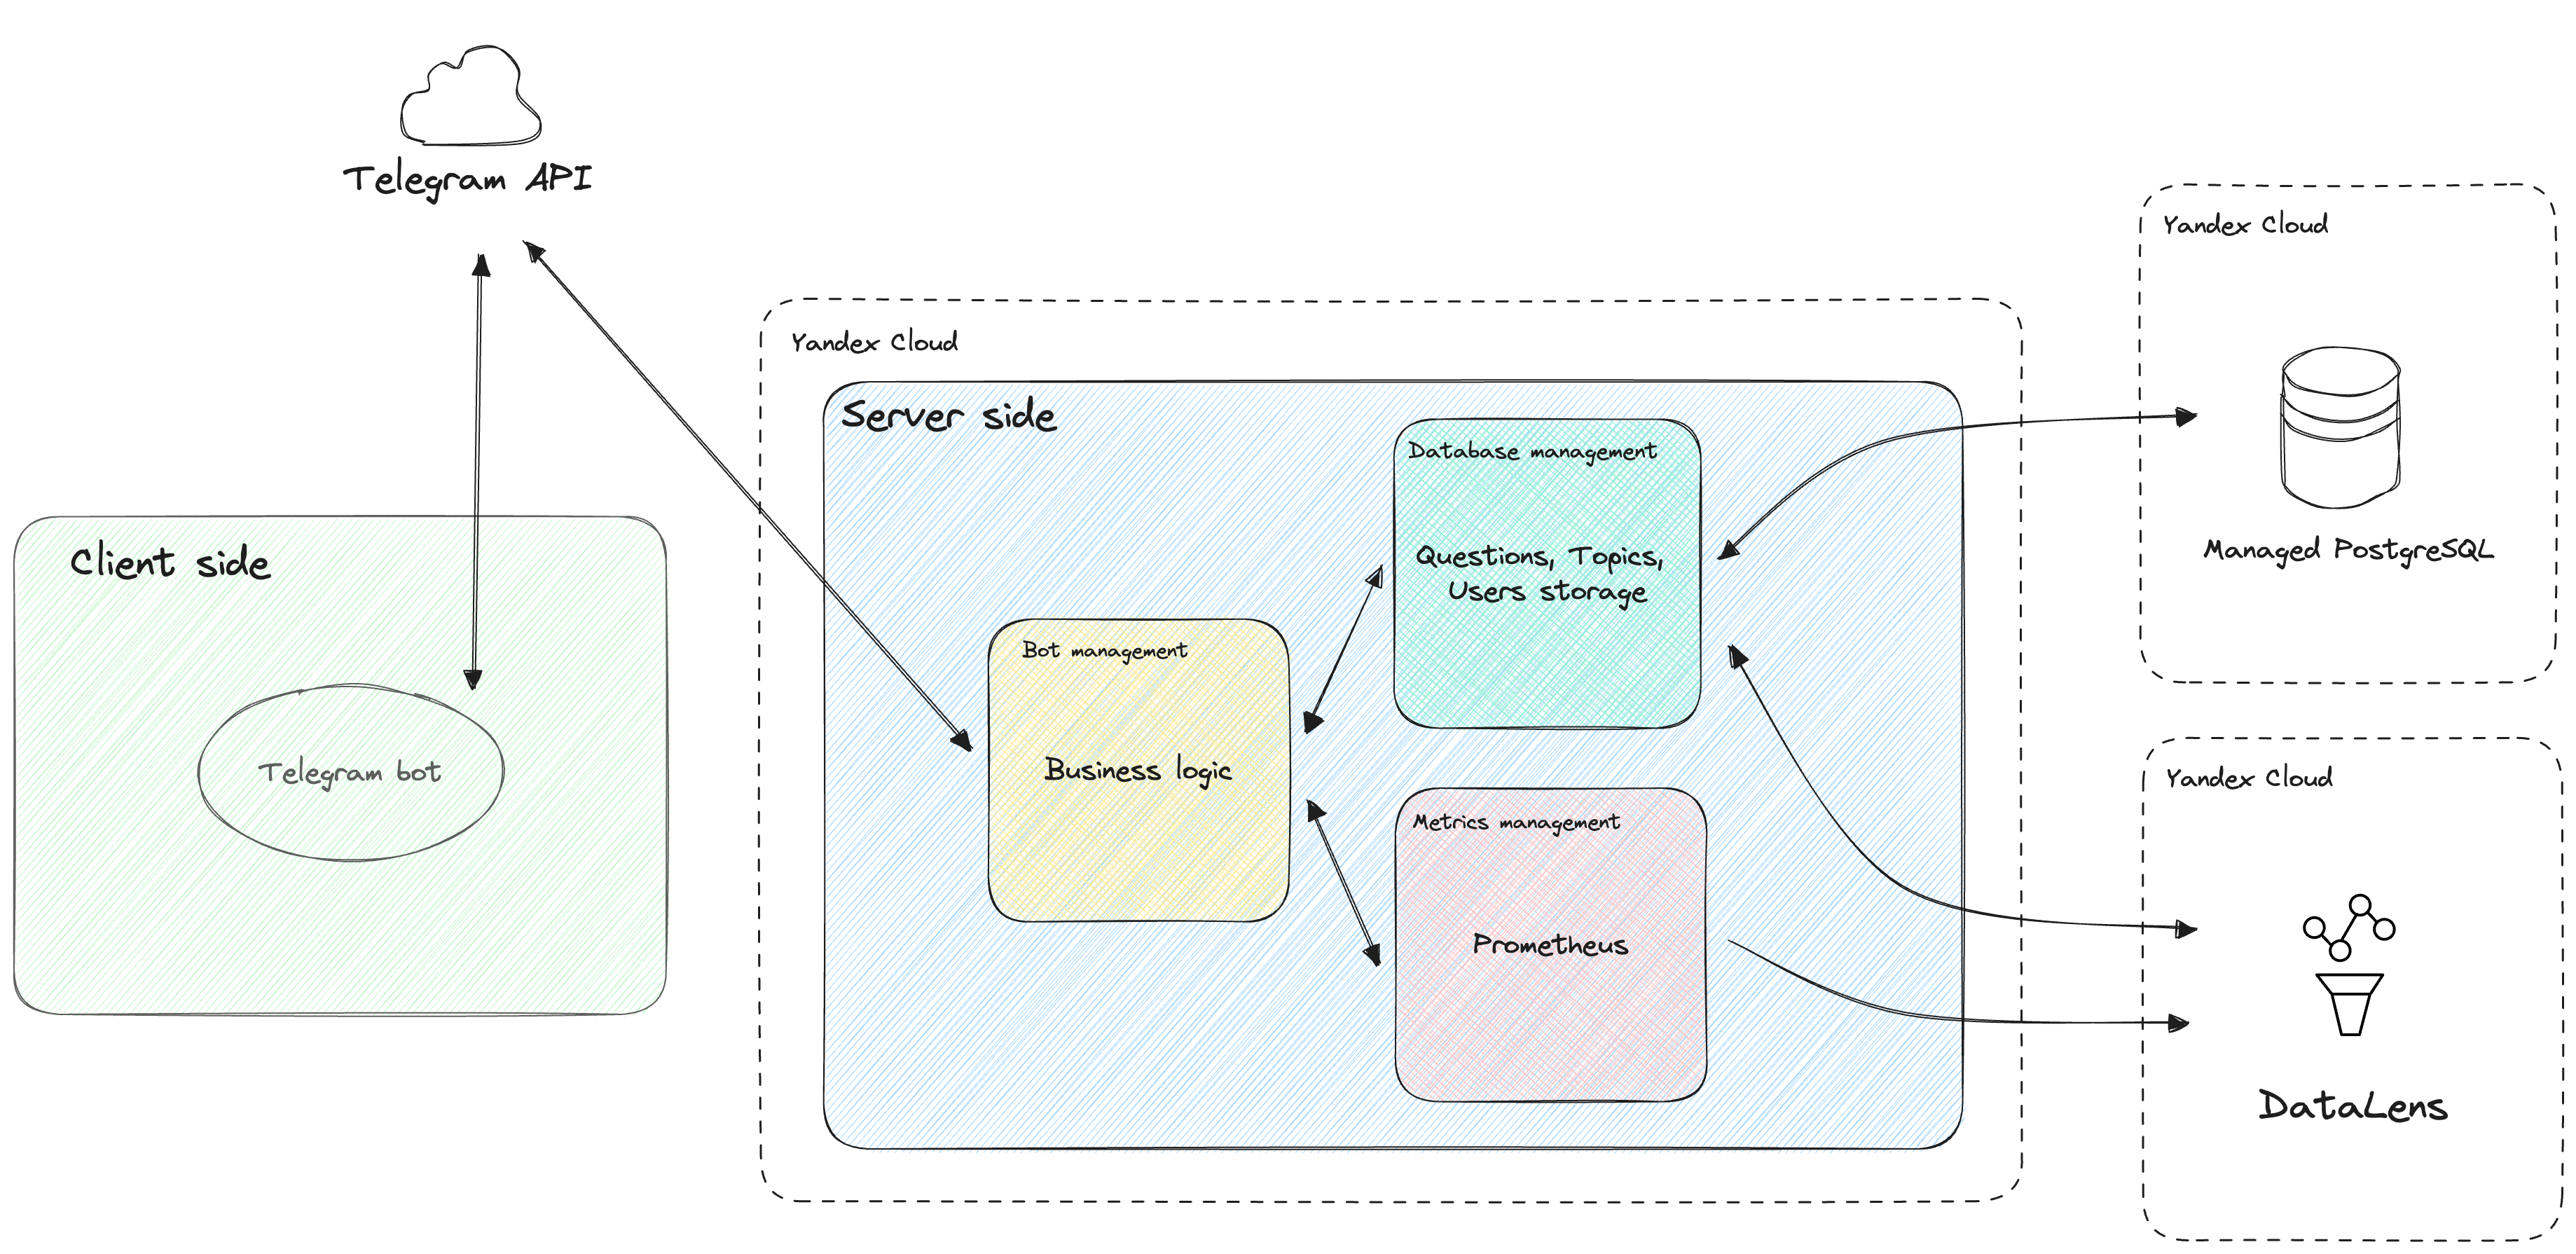 Telegram API
Yandex Cloud
Yandex Cloud
Server side
Database management
Questions, Topics,
Users storage
Managed PostgreSQL
Client side
Telegram bot
Bot management
Business logic
Metrics management
Prometheus
Yandex Cloud
DataLens